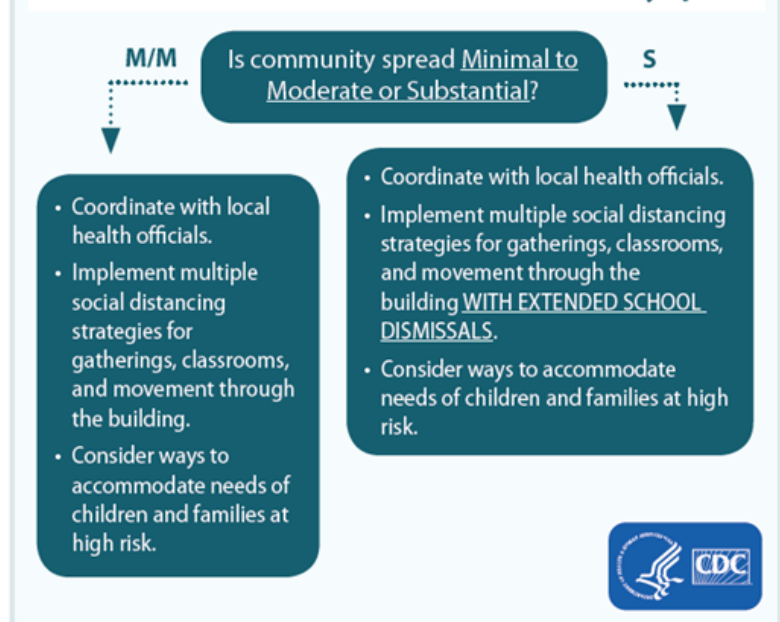 M/M
Is community spread Minimal to
Moderate or Substantial?
S
• Coordinate with local
health officials.
• Implement multiple
social distancing
strategies for
gatherings, classrooms,
and movement through
the building.
• Consider ways to
accommodate needs of
children and families at
high risk.
• Coordinate with local health officials.
• Implement multiple social distancing
strategies for gatherings, classrooms,
and movement through the
building WITH EXTENDED SCHOOL
DISMISSALS.
• Consider ways to accommodate
needs of children and families at high
risk.
CDC